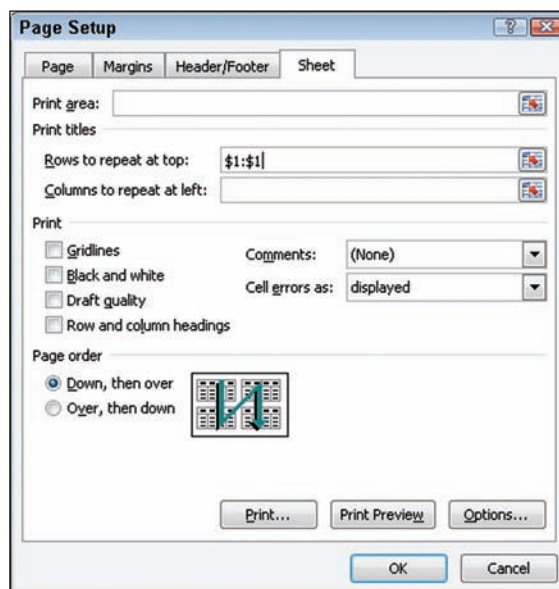 Page Setup
Page Margins Header/Footer Sheet
Print area:
Print titles
Rows to repeat at top: $1:$1
Columns to repeat at left:
Print
Gridlines Comments: (None)
Black and white Cell errors as: displayed
Draft quality
Row and column headings
Page order
Down, then over
Over, then down
Print... Print Preview Options...
OK Cancel